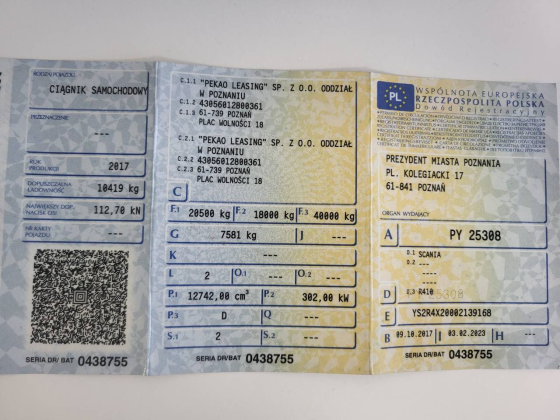 RODZAJ POJAZDU
CIĄGNIK SAMOCHODOWY
PRZEZNACZENIE
---
ROK PRODUKCJI
2017
DOPUSZCZALNA ŁADOWNOŚĆ
10419 kg
NAJWIĘKSZY DOP. NACISK OSI
112,70 kN
NR KARTY POJAZDU
---
SERIA DR/BAT 0438755
C.1.1 "PEKAO LEASING" SP. Z O.O. ODDZIAŁ
W POZNANIU
C.1.2 43056012800361
C.1.3 61-739 POZNAŃ
PLAC WOLNOŚCI 18
C.2.1
"PEKAO LEASING" SP. Z O.O. ODDZIAŁ
W POZNANIU
C.2.2 43056012800361
C.2.3 61-739 POZNAŃ
PLAC WOLNOŚCI 18
C
F.1 20500 kg F.2 18000 kg F.3 40000 kg
G 7581 kg J ---
K ---
L 2 O.1 --- O.2 ---
P.1 12742,00 cm³ P.2 302,00 kW
P.3 D Q ---
S.1 2 S.2 ---
SERIA DR/BAT 0438755
PL
WSPÓLNOTA EUROPEJSKA
RZECZPOSPOLITA POLSKA
Dowód Rejestracyjny
PREZYDENT MIASTA POZNANIA
PL. KOLEGIACKI 17
61-841 POZNAŃ
ORGAN WYDAJĄCY
A PY 25308
D.1 SCANIA
D.2 ---
----
----
D D.3 R410
E YS2R4X20002139168
B 09.10.2017 I 03.02.2023 H ---
SERIA DR/BAT 0438755